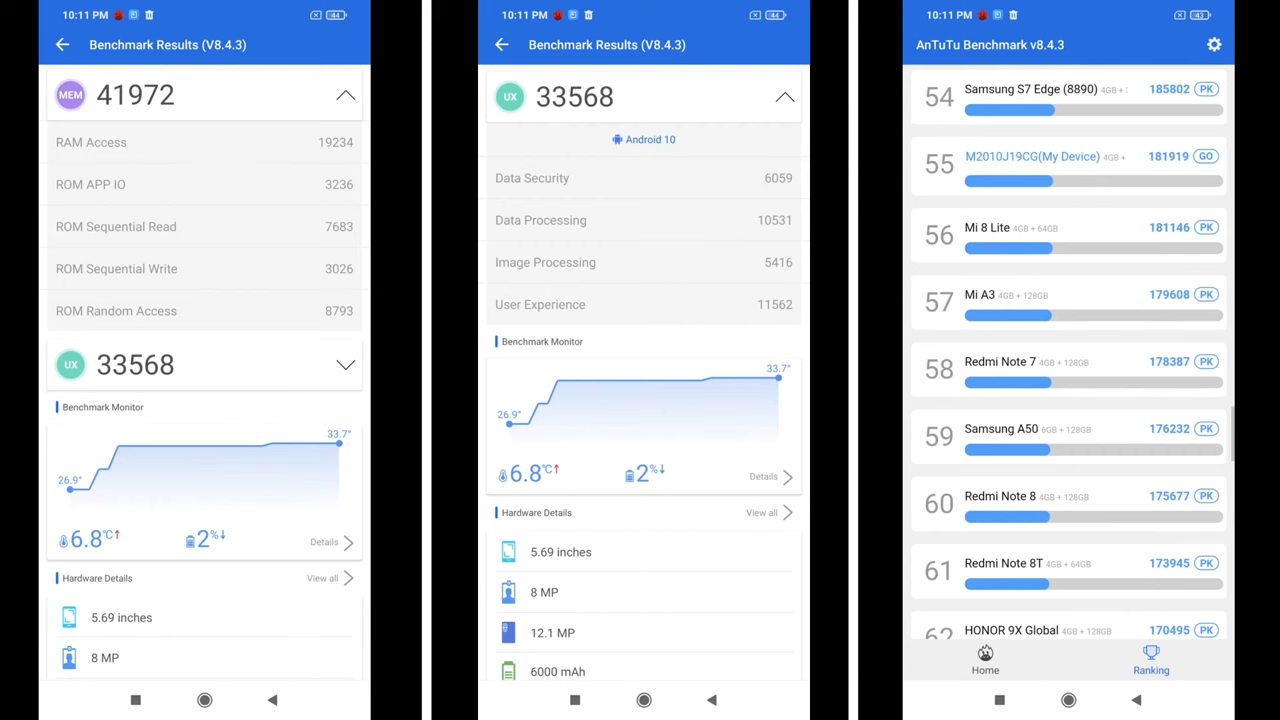 10:11 PM
44
Benchmark Results (V8.4.3)
MEM 41972
RAM Access 19234
ROM APP IO 3236
ROM Sequential Read 7683
ROM Sequential Write 3026
ROM Random Access 8793
UX 33568
Benchmark Monitor
33.7°
26.9°
6.8℃↑ 2%↓ Details
Hardware Details View all
5.69 inches
8 MP
10:11 PM
44
Benchmark Results (V8.4.3)
UX 33568
Android 10
Data Security 6059
Data Processing 10531
Image Processing 5416
User Experience 11562
Benchmark Monitor
33.7°
26.9°
6.8℃↑ 2%↓ Details
Hardware Details View all
5.69 inches
8 MP
12.1 MP
6000 mAh
10:11 PM
43
AnTuTu Benchmark v8.4.3
54 Samsung S7 Edge (8890) 4GB + 185802 PK
55 M2010J19CG(My Device) 4GB + 181919 GO
56 Mi 8 Lite 4GB + 64GB 181146 PK
57 Mi A3 4GB + 128GB 179608 PK
58 Redmi Note 7 4GB + 128GB 178387 PK
59 Samsung A50 6GB + 128GB 176232 PK
60 Redmi Note 8 4GB + 128GB 175677 PK
61 Redmi Note 8T 4GB + 64GB 173945 PK
62 HONOR 9X Global 4GB + 128GB 170495 PK
Home Ranking